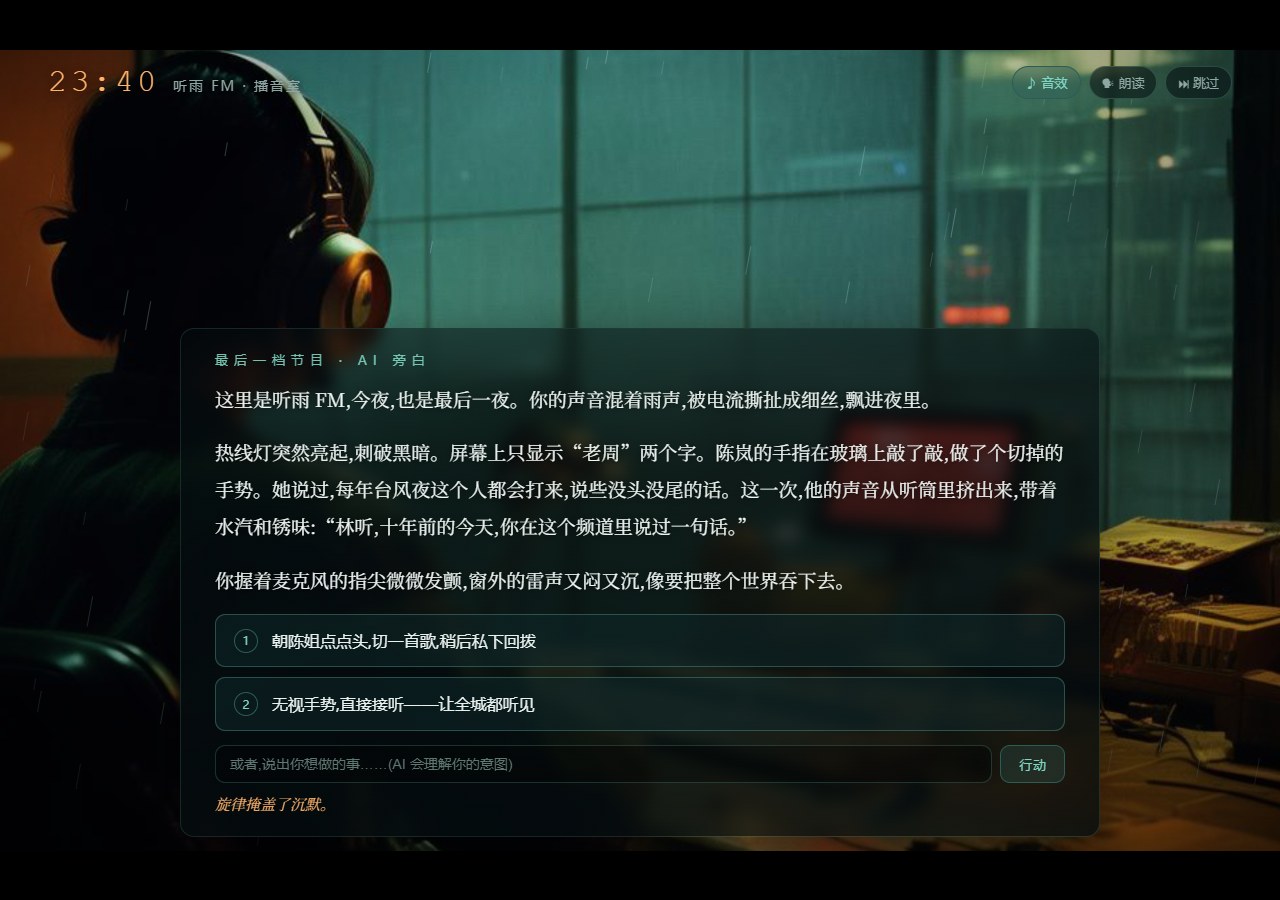 23:40 听雨 FM · 播音室
♪ 音效
朗读
⏭ 跳过
最后一档节目 · AI 旁白
这里是听雨 FM,今夜,也是最后一夜。你的声音混着雨声,被电流撕扯成细丝,飘进夜里。
热线灯突然亮起,刺破黑暗。屏幕上只显示“老周”两个字。陈岚的手指在玻璃上敲了敲,做了个切掉的
手势。她说过,每年台风夜这个人都会打来,说些没头没尾的话。这一次,他的声音从听筒里挤出来,带着
水汽和锈味:“林听,十年前的今天,你在这个频道里说过一句话。”
你握着麦克风的指尖微微发颤,窗外的雷声又闷又沉,像要把整个世界吞下去。
1 朝陈姐点点头,切一首歌,稍后私下回拨
2 无视手势,直接接听——让全城都听见
或者,说出你想做的事……(AI 会理解你的意图)
行动
旋律掩盖了沉默。